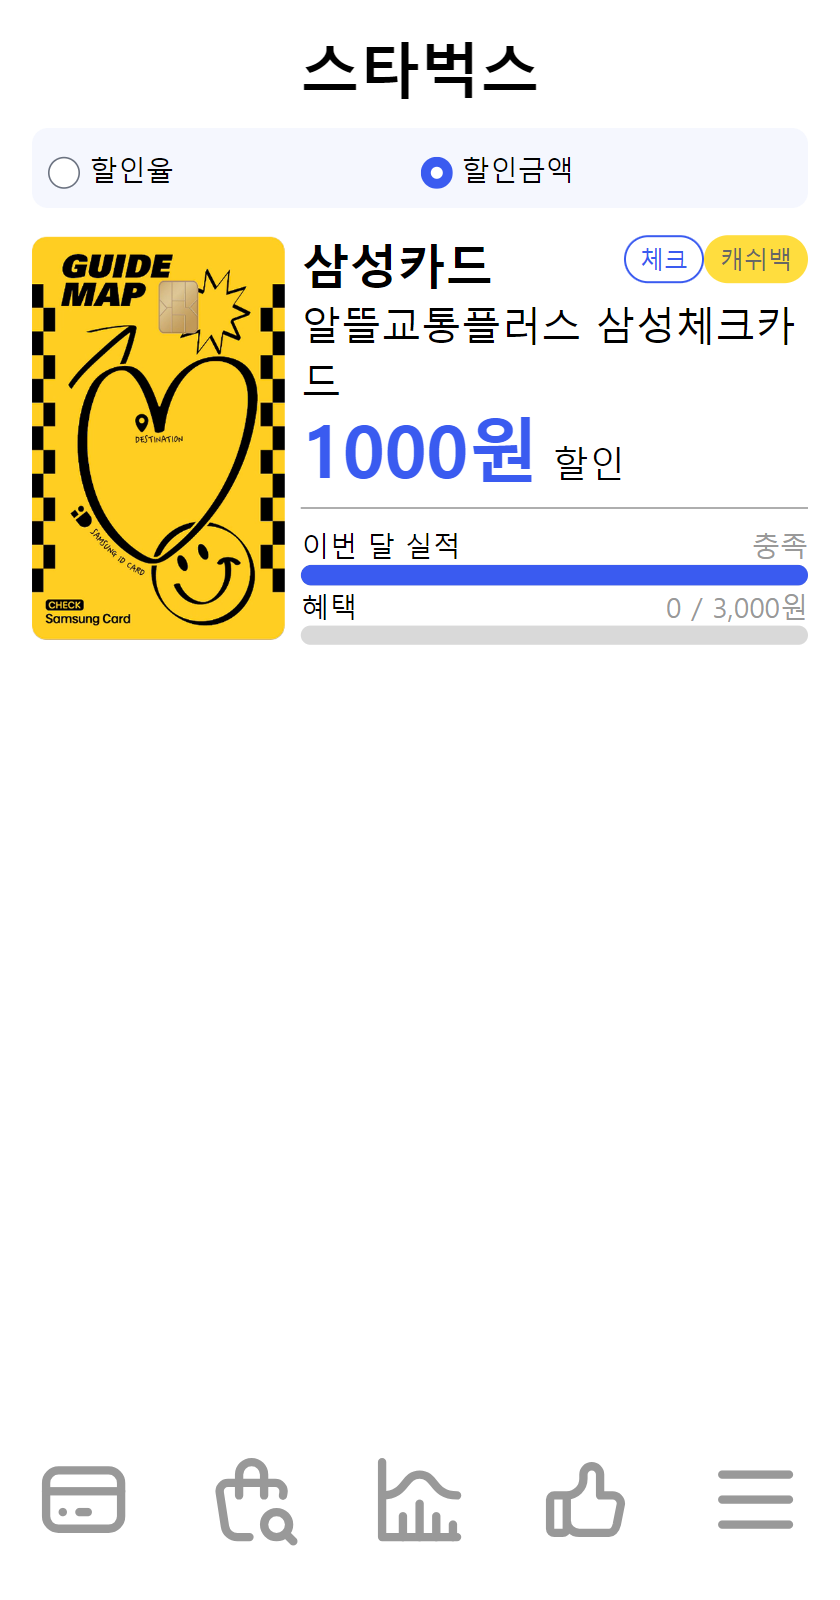 스타벅스
할인율 할인금액
GUIDE
MAP
DESTINATION
SAMSUNG ID CARD
CHECK
Samsung Card
삼성카드 체크 캐쉬백
알뜰교통플러스 삼성체크카
드
1000원 할인
이번 달 실적 충족
혜택 0 / 3,000원